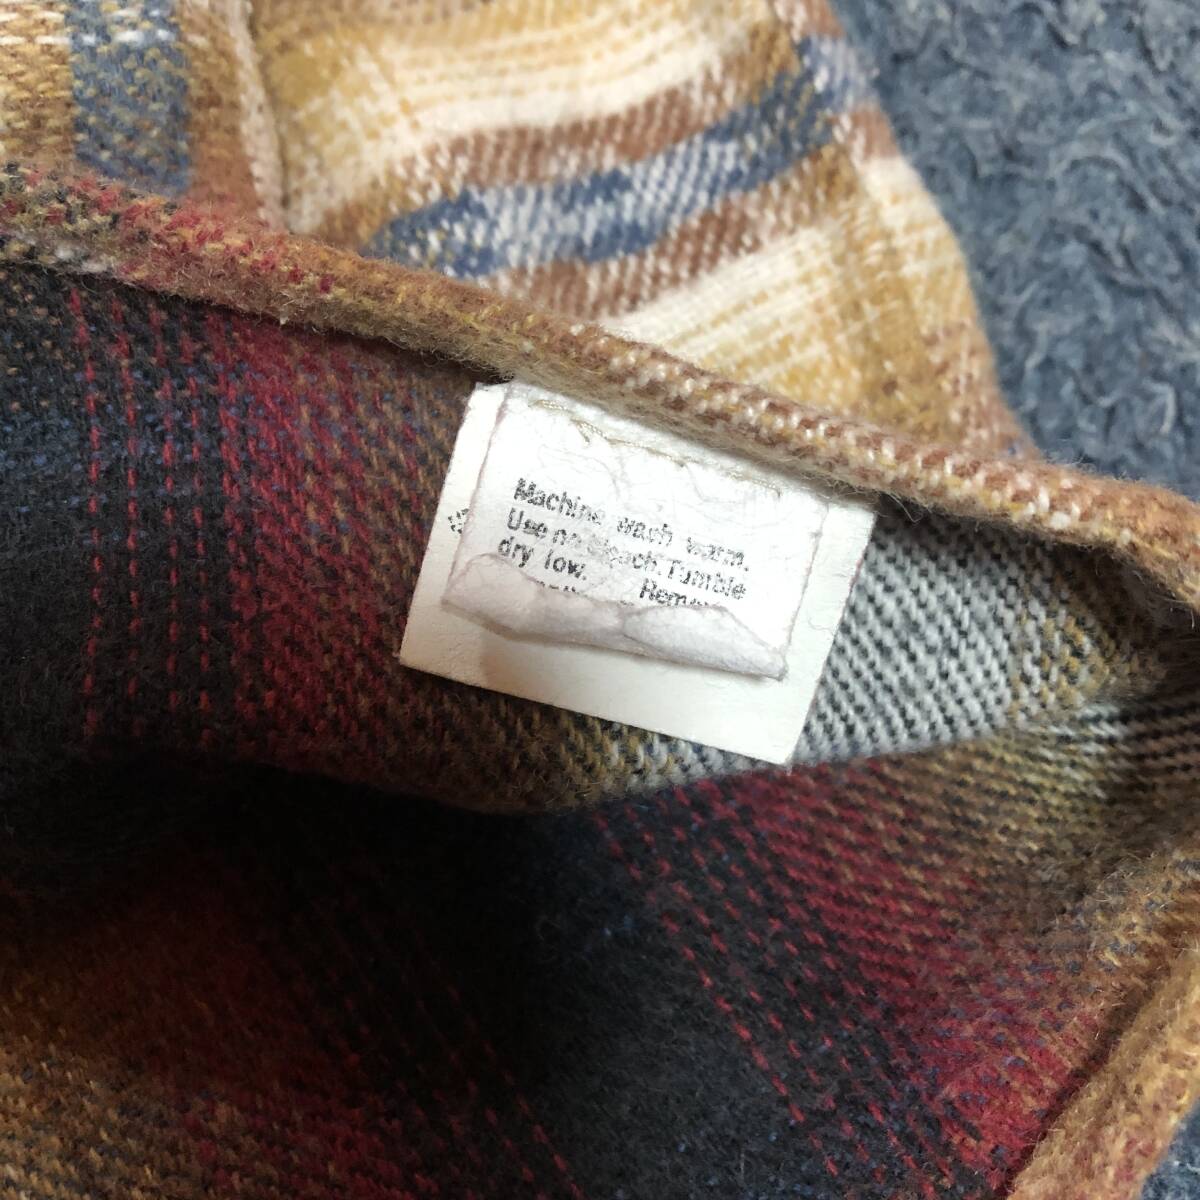 Machine wash warm.
Use no bleach. Tumble
dry low.